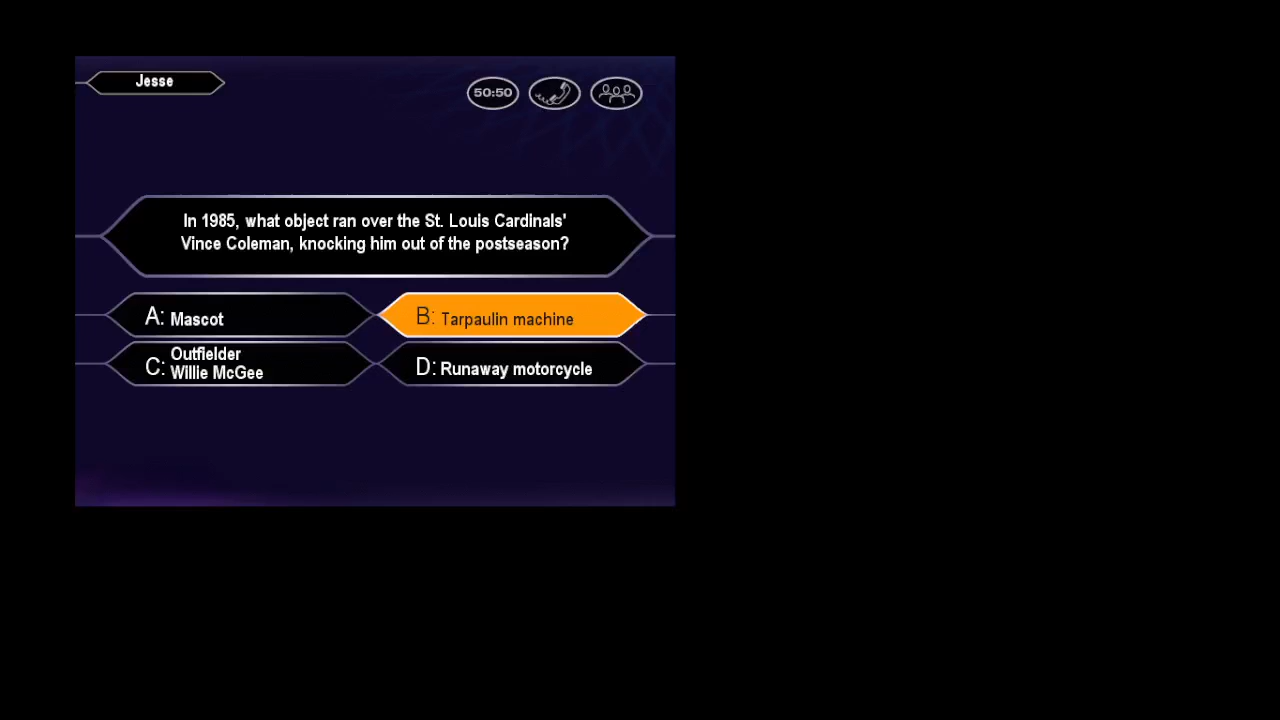 Jesse
50:50
In 1985, what object ran over the St. Louis Cardinals'
Vince Coleman, knocking him out of the postseason?
A: Mascot
B: Tarpaulin machine
C: Outfielder
Willie McGee
D: Runaway motorcycle